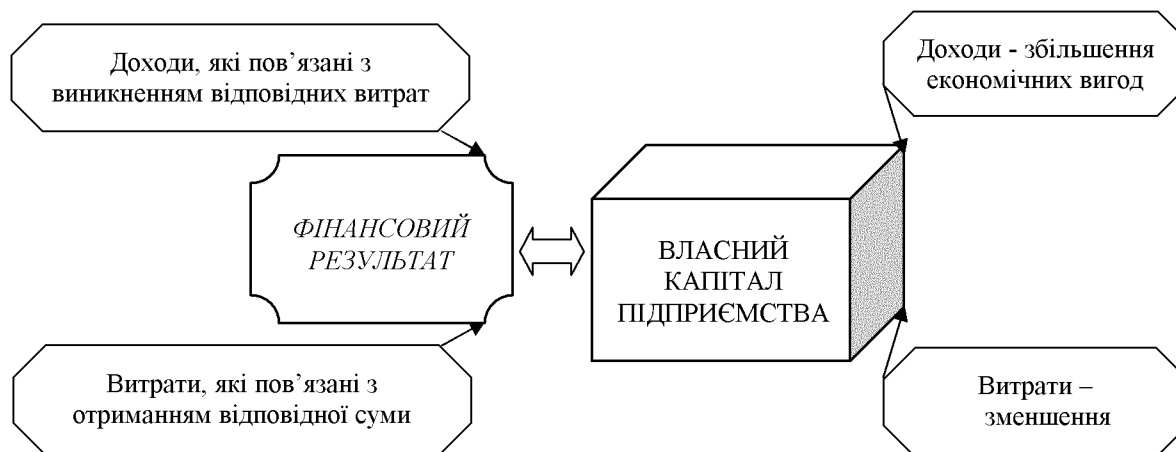 Доходи, які пов’язані з
виникненням відповідних витрат
Доходи - збільшення
економічних вигод
ФІНАНСОВИЙ
РЕЗУЛЬТАТ
ВЛАСНИЙ
КАПІТАЛ
ПІДПРИЄМСТВА
Витрати, які пов’язані з
отриманням відповідної суми
Витрати –
зменшення